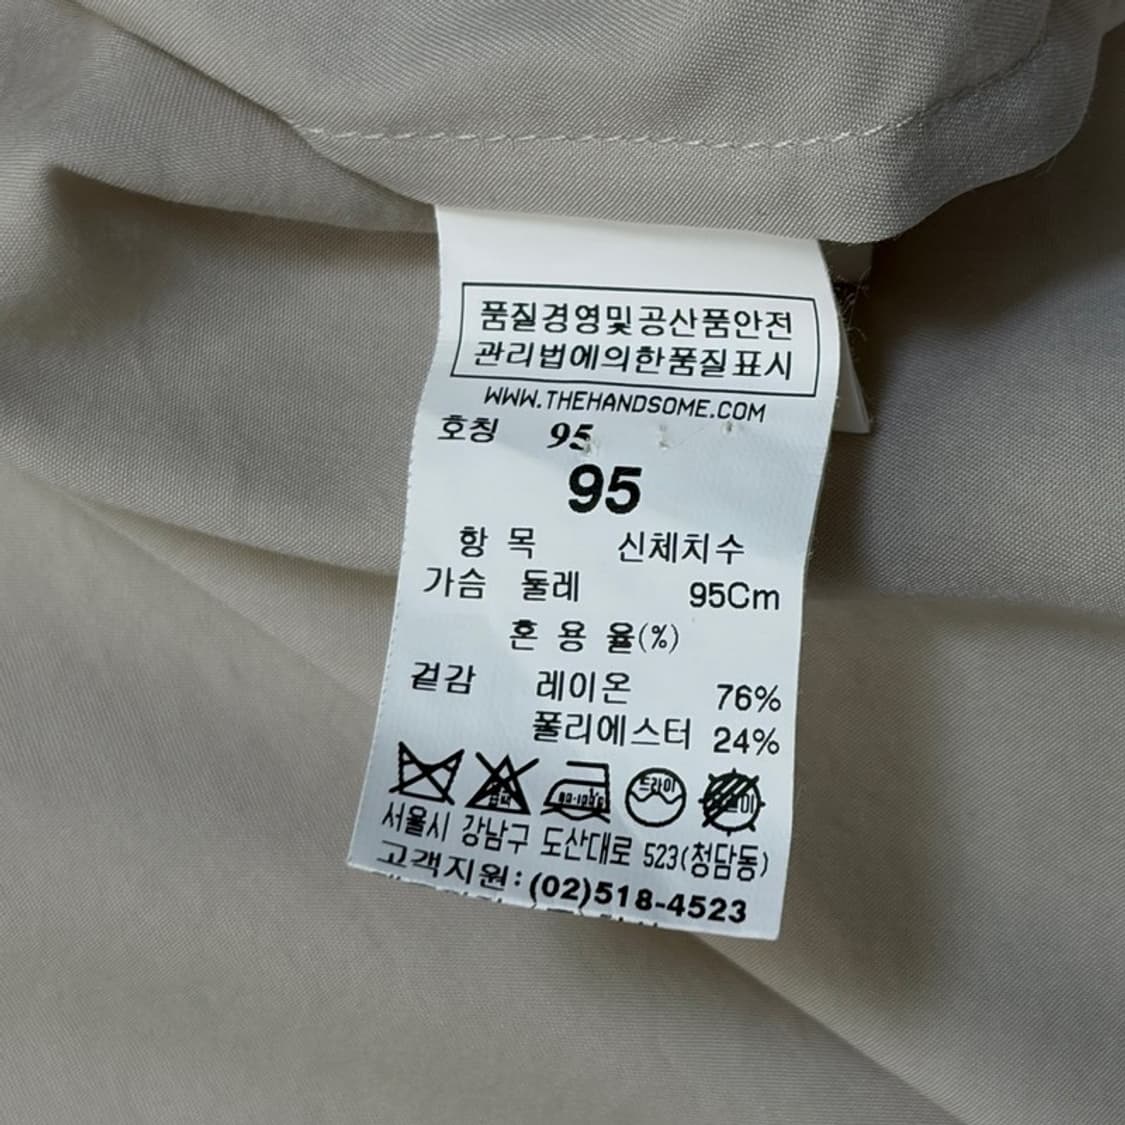 품질경영및공산품안전
관리법에의한품질표시
WWW.THEHANDSOME.COM
호칭 95
95
항 목 신체치수
가슴 둘레 95Cm
혼 용 율(%)
겉감 레이온 76%
폴리에스터 24%
드라이
서울시 강남구 도산대로 523(청담동)
고객지원:(02)518-4523